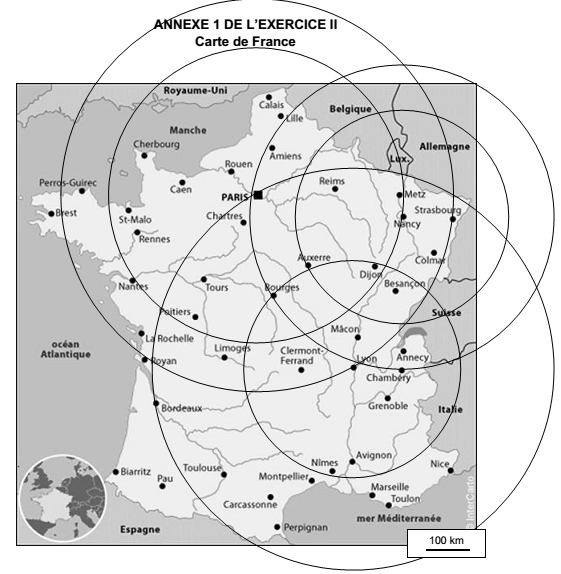 ANNEXE 1 DE L'EXERCICE II
Carte de France
Royaume-Uni
Calais
Lille
Belgique
Manche
Cherbourg
Amiens
Allemagne
Lux.
Rouen
Perros-Guirec
Caen
PARIS
Reims
Metz
Brest
St-Malo
Chartres
Strasbourg
Nancy
Rennes
Colmar
Auxerre
Dijon
Nantes
Tours
Bourges
Besançon
Poitiers
Suisse
Mâcon
La Rochelle
océan
Atlantique
Limoges
Clermont-
Ferrand
Lyon
Annecy
Royan
Chambéry
Grenoble
Bordeaux
Italie
Avignon
Nîmes
Nice
Biarritz
Toulouse
Montpellier
Pau
Marseille
Carcassonne
Toulon
mer Méditerranée
Espagne
Perpignan
© InterCarto
100 km